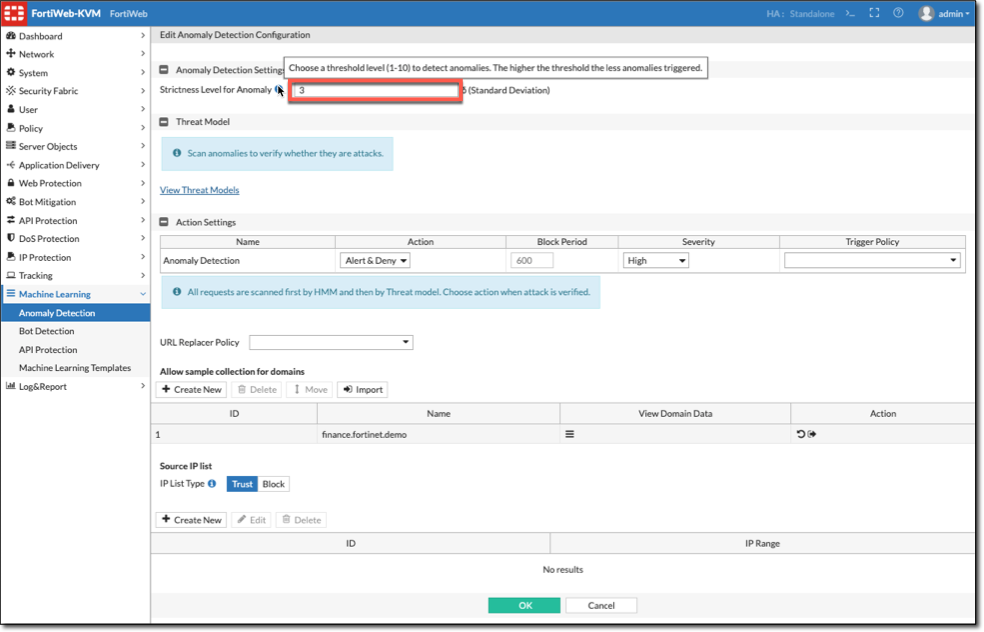 FortiWeb-KVM FortiWeb HA : Standalone >_ admin
Dashboard
Network
System
Security Fabric
User
Policy
Server Objects
Application Delivery
Web Protection
Bot Mitigation
API Protection
DoS Protection
IP Protection
Tracking
Machine Learning
Anomaly Detection
Bot Detection
API Protection
Machine Learning Templates
Log&Report
Edit Anomaly Detection Configuration
Choose a threshold level (1-10) to detect anomalies. The higher the threshold the less anomalies triggered.
Anomaly Detection Settings
Strictness Level for Anomaly 3 (Standard Deviation)
Threat Model
Scan anomalies to verify whether they are attacks.
View Threat Models
Action Settings
Name Action Block Period Severity Trigger Policy
Anomaly Detection Alert & Deny 600 High
All requests are scanned first by HMM and then by Threat model. Choose action when attack is verified.
URL Replacer Policy
Allow sample collection for domains
Create New Delete Move Import
ID Name View Domain Data Action
1 finance.fortinet.demo
Source IP list
IP List Type Trust Block
Create New Edit Delete
ID IP Range
No results
OK Cancel